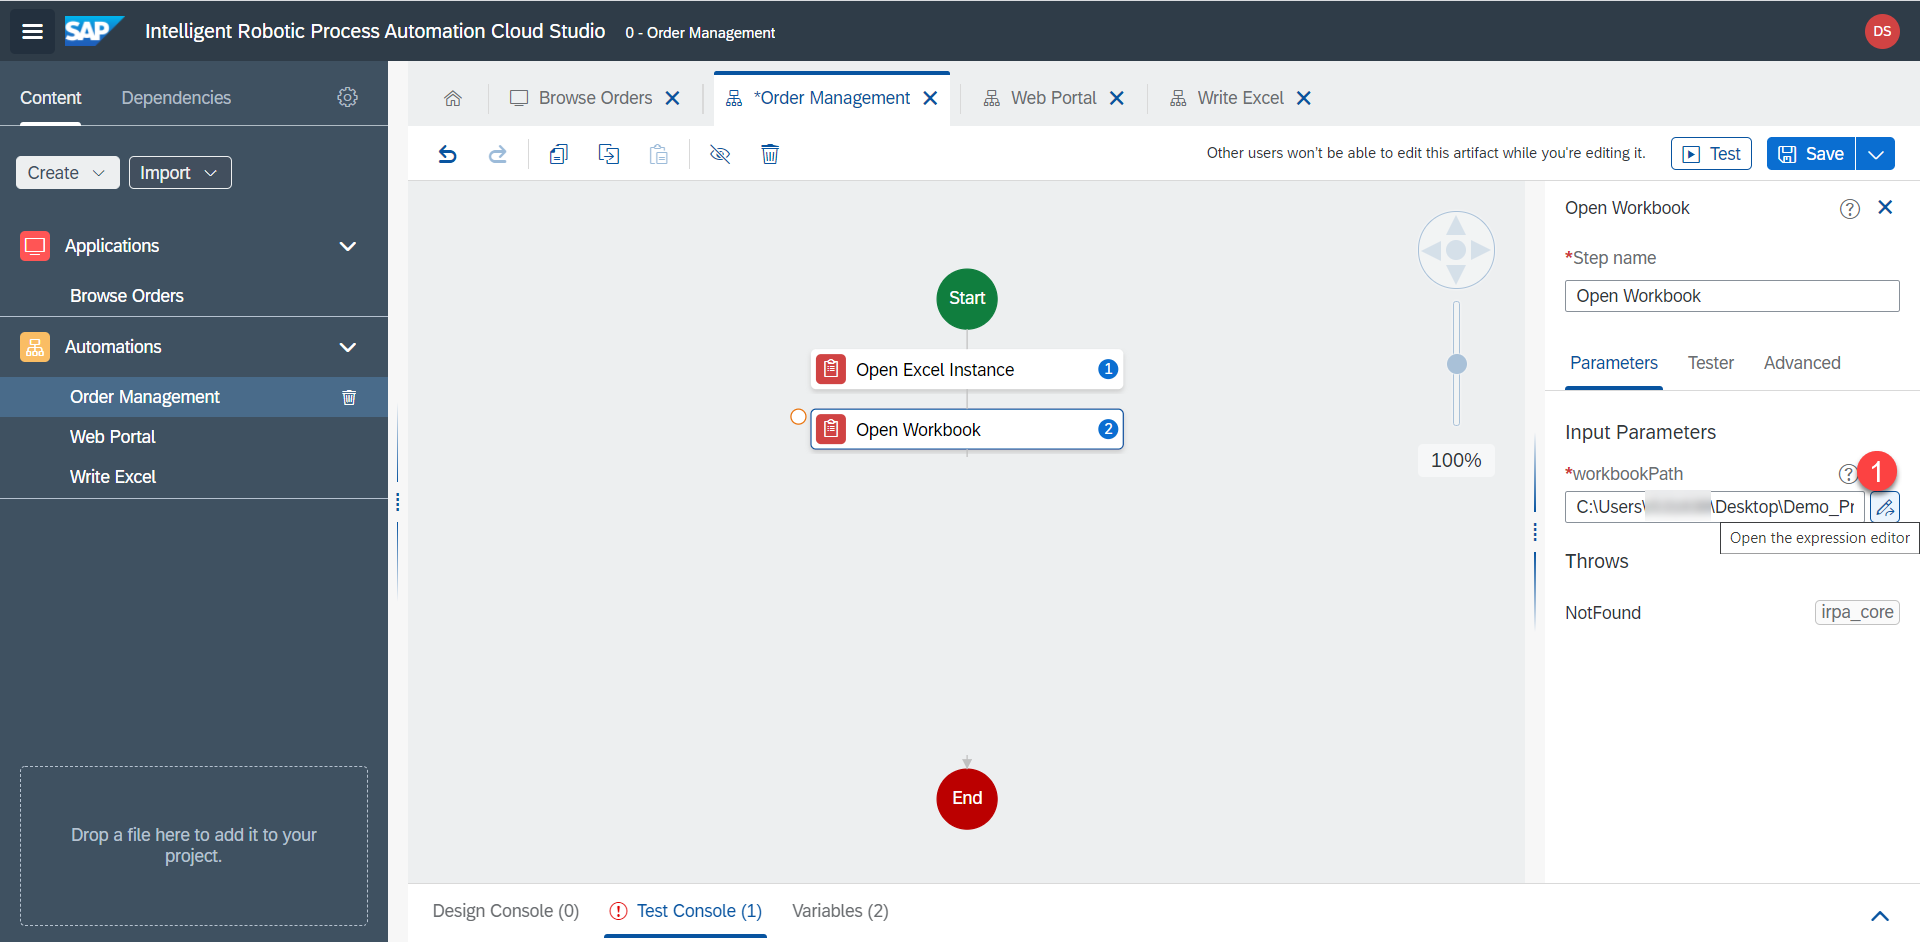 SAP Intelligent Robotic Process Automation Cloud Studio 0 - Order Management DS
Content Dependencies
Browse Orders *Order Management Web Portal Write Excel
Create Import
Other users won't be able to edit this artifact while you're editing it. Test Save
Applications
Browse Orders
Automations
Order Management
Web Portal
Write Excel
Drop a file here to add it to your
project.
Start
Open Excel Instance 1
Open Workbook 2
End
100%
Open Workbook
*Step name
Open Workbook
Parameters Tester Advanced
Input Parameters
*workbookPath 1
C:\Users\ \Desktop\Demo_Pr
Open the expression editor
Throws
NotFound irpa_core
Design Console (0) Test Console (1) Variables (2)